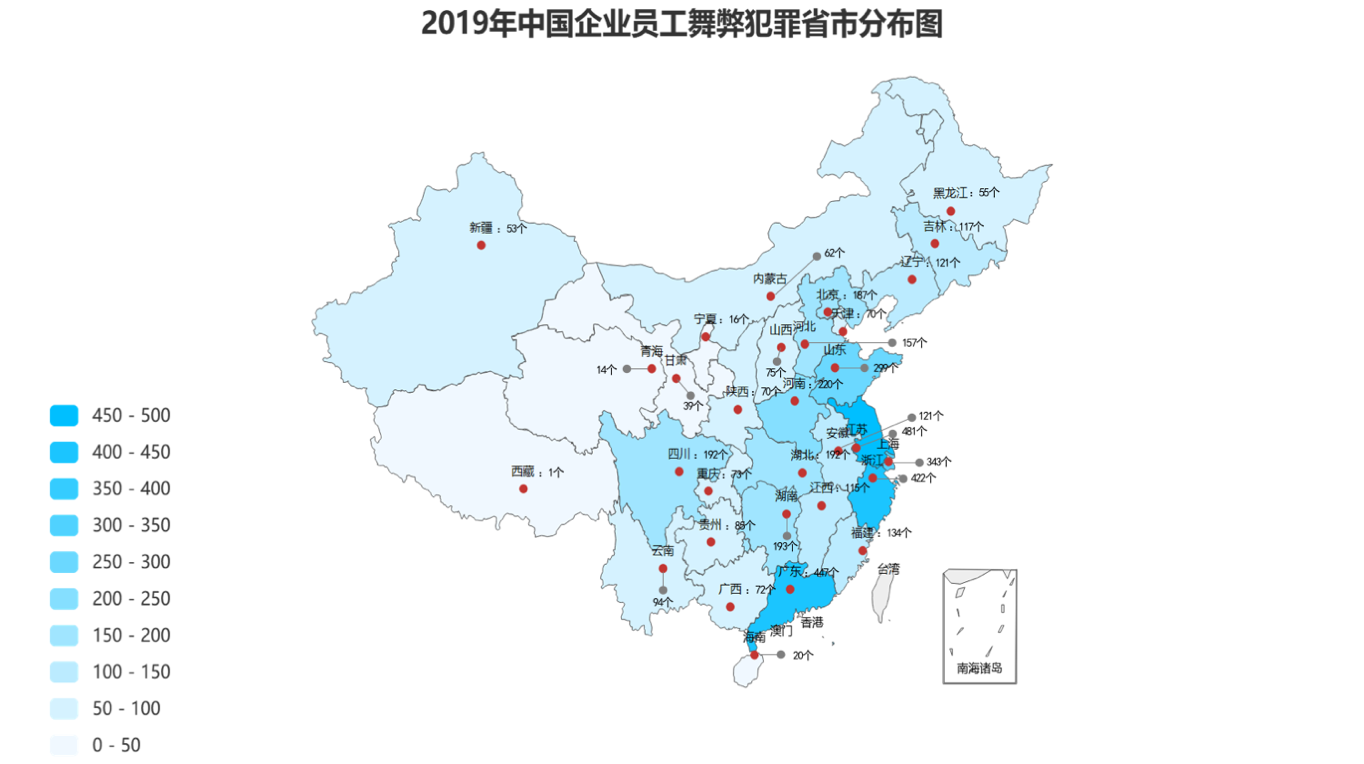 2019年中国企业员工舞弊犯罪省市分布图
黑龙江：55个
吉林：117个
新疆：53个
62个
辽宁：121个
内蒙古
北京：187个
天津：70个
宁夏：16个
山西
河北
157个
青海
甘肃
山东
14个
75个
299个
河南：220个
陕西：70个
39个
450 - 500
121个
安徽
江苏
481个
400 - 450
上海
四川：192个
湖北：192个
浙江
343个
西藏：1个
重庆：73个
422个
350 - 400
江西：115个
湖南
300 - 350
贵州：85个
福建：134个
193个
云南
250 - 300
广东：447个
台湾
广西：72个
94个
200 - 250
香港
澳门
海南
150 - 200
20个
南海诸岛
100 - 150
50 - 100
0 - 50